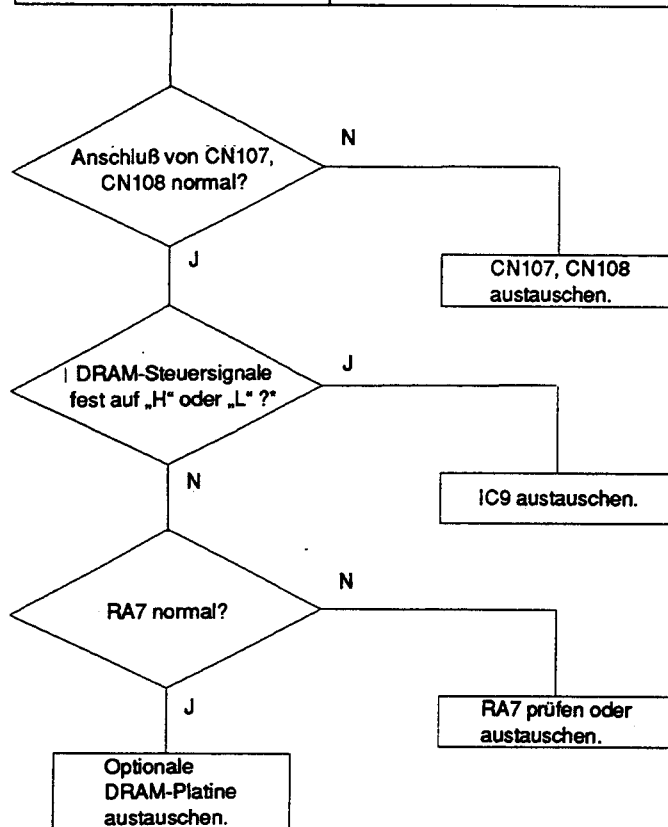 Anschluß von CN107,
CN108 normal?
N
J
CN107, CN108
austauschen.
DRAM-Steuersignale
fest auf „H“ oder „L“ ?*
J
N
IC9 austauschen.
RA7 normal?
N
J
RA7 prüfen oder
austauschen.
Optionale
DRAM-Platine
austauschen.